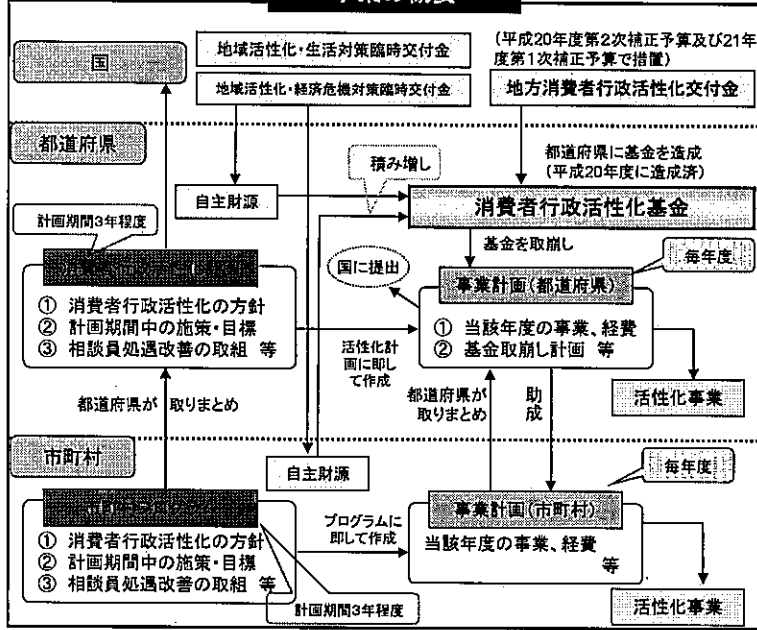 国
地域活性化・生活対策臨時交付金
地域活性化・経済危機対策臨時交付金
(平成20年度第2次補正予算及び21年
度第1次補正予算で措置)
地方消費者行政活性化交付金
都道府県
積み増し
都道府県に基金を造成
(平成20年度に造成済)
自主財源
消費者行政活性化基金
計画期間3年程度
基金を取崩し
毎年度
国に提出
事業計画(都道府県)
① 消費者行政活性化の方針
② 計画期間中の施策・目標
③ 相談員処遇改善の取組 等
① 当該年度の事業、経費
② 基金取崩し計画 等
活性化計
画に即し
て作成
都道府県が 取りまとめ
都道府県が
取りまとめ
助
成
活性化事業
市町村
自主財源
毎年度
事業計画(市町村)
① 消費者行政活性化の方針
② 計画期間中の施策・目標
③ 相談員処遇改善の取組 等
プログラムに
即して作成
当該年度の事業、経費
等
計画期間3年程度
活性化事業